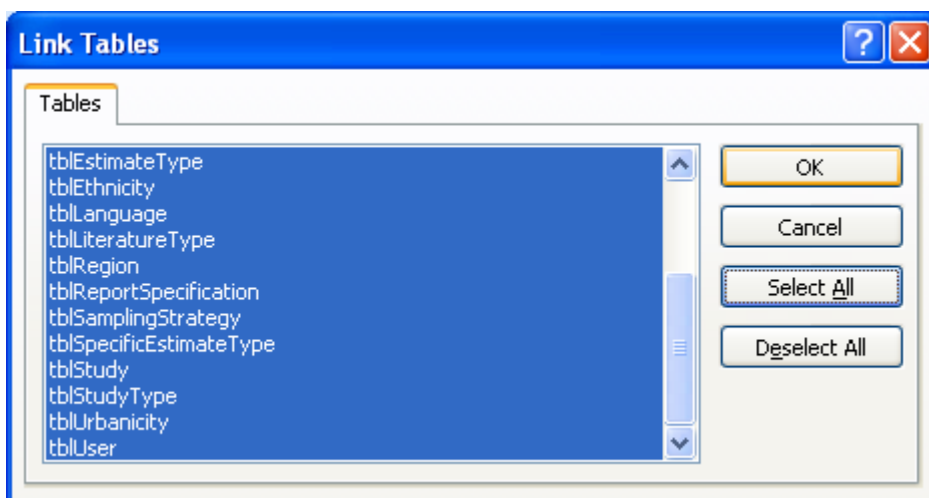 Link Tables
Tables
tblEstimateType
tblEthnicity
tblLanguage
tblLiteratureType
tblRegion
tblReportSpecification
tblSamplingStrategy
tblSpecificEstimateType
tblStudy
tblStudyType
tblUrbanicity
tblUser
OK
Cancel
Select All
Deselect All